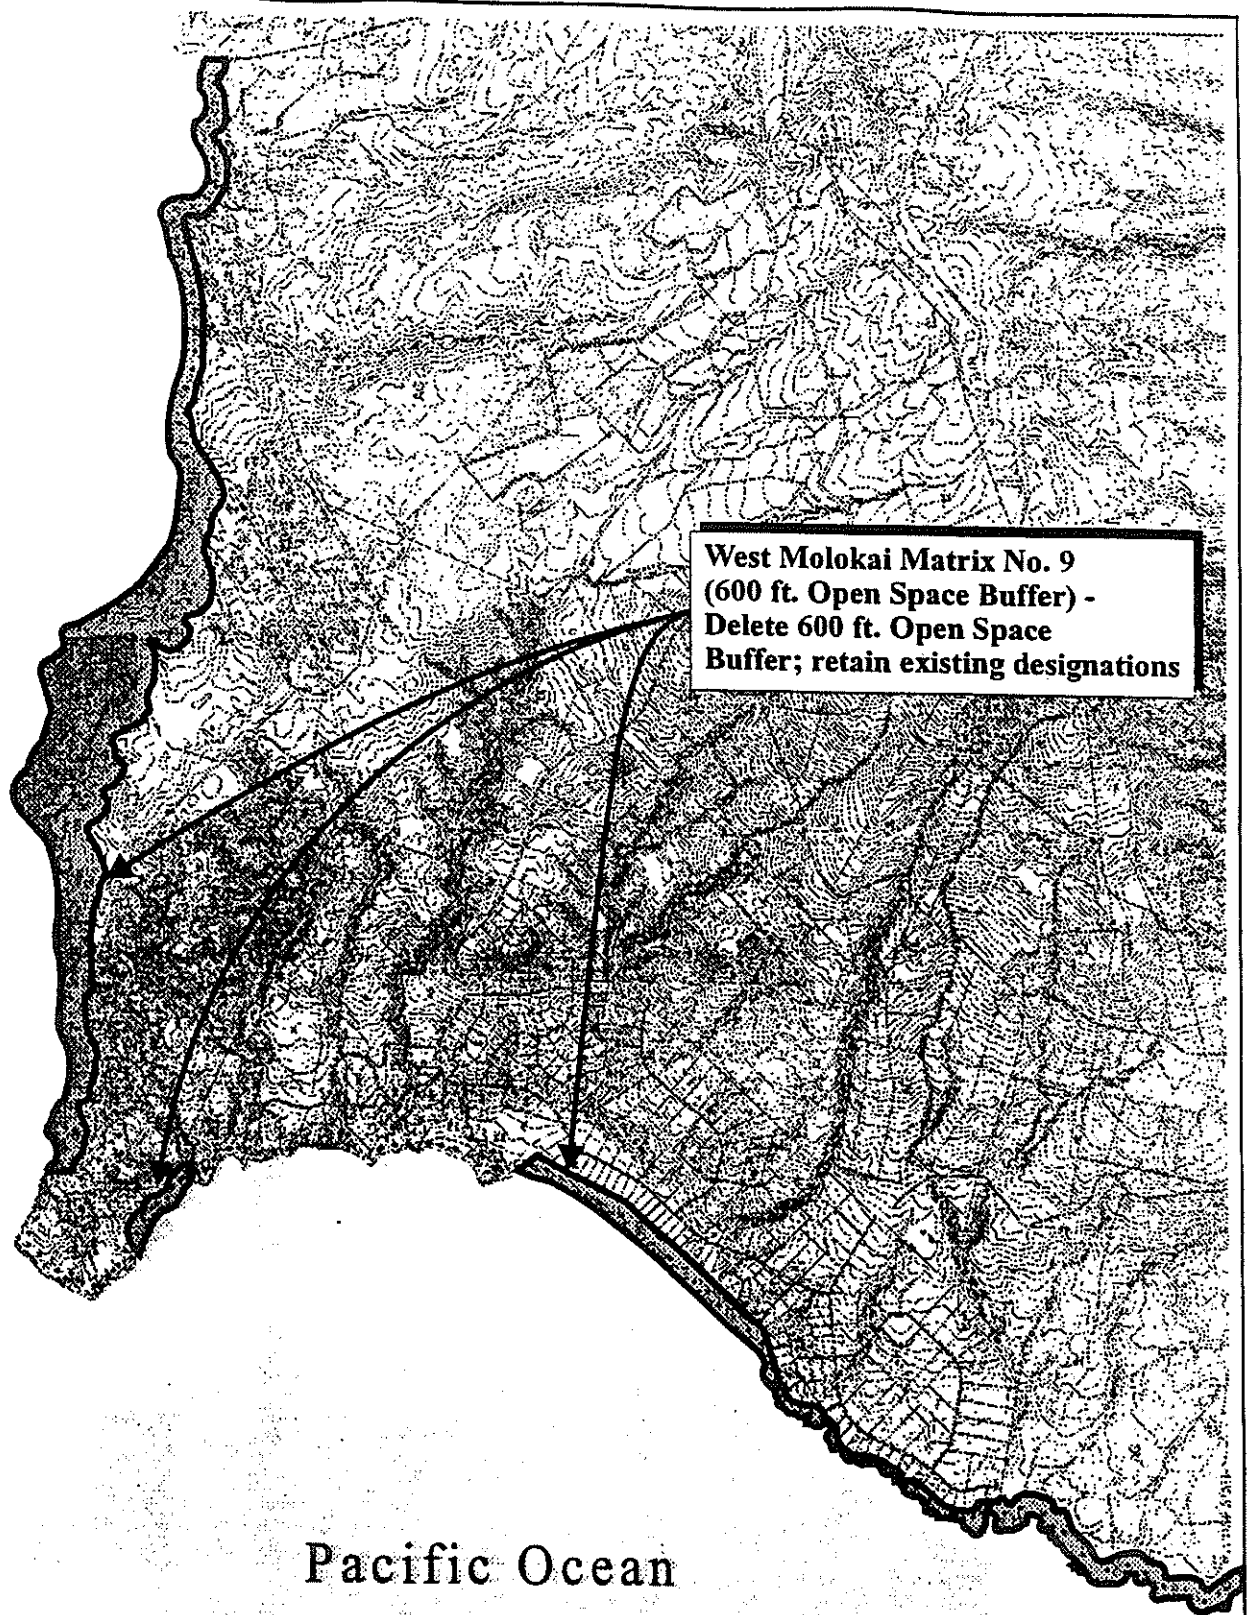 West Molokai Matrix No. 9
(600 ft. Open Space Buffer) -
Delete 600 ft. Open Space
Buffer; retain existing designations
Pacific Ocean